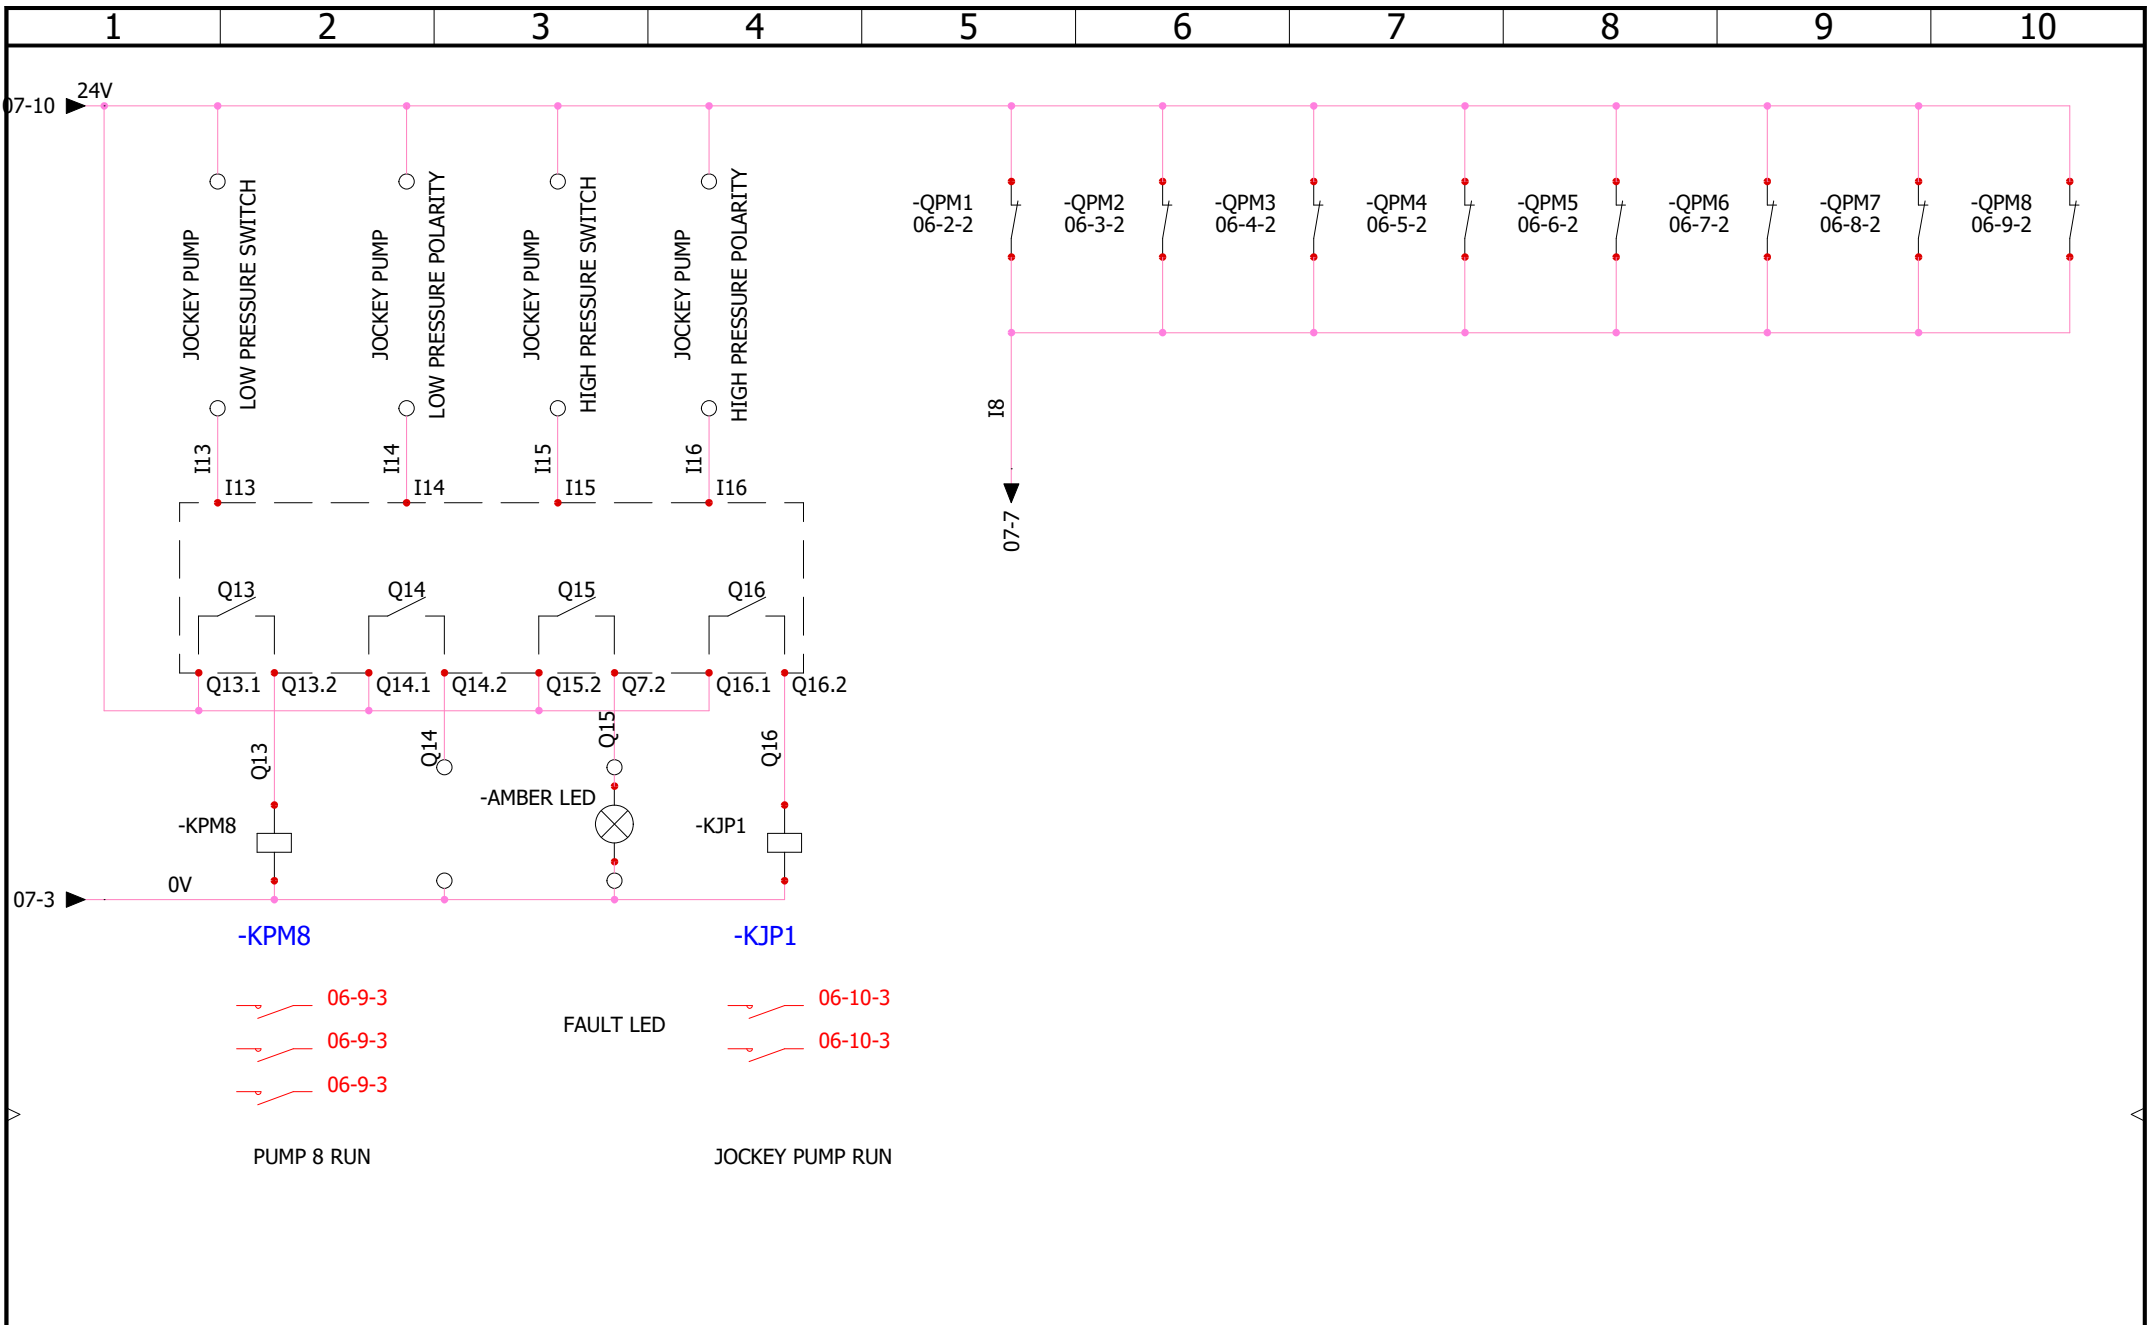 1 2 3 4 5 6 7 8 9 10
24V
07-10
JOCKEY PUMP
LOW PRESSURE SWITCH
JOCKEY PUMP
LOW PRESSURE POLARITY
JOCKEY PUMP
HIGH PRESSURE SWITCH
JOCKEY PUMP
HIGH PRESSURE POLARITY
-QPM1
06-2-2
-QPM2
06-3-2
-QPM3
06-4-2
-QPM4
06-5-2
-QPM5
06-6-2
-QPM6
06-7-2
-QPM7
06-8-2
-QPM8
06-9-2
I13
I14
I15
I16
I8
I13
I14
I15
I16
07-7
Q13
Q14
Q15
Q16
Q13.1
Q13.2
Q14.1
Q14.2
Q15.2
Q7.2
Q16.1
Q16.2
Q13
Q14
Q15
Q16
-KPM8
-AMBER LED
-KJP1
0V
07-3
-KPM8
-KJP1
06-9-3
06-9-3
06-9-3
FAULT LED
06-10-3
06-10-3
PUMP 8 RUN
JOCKEY PUMP RUN